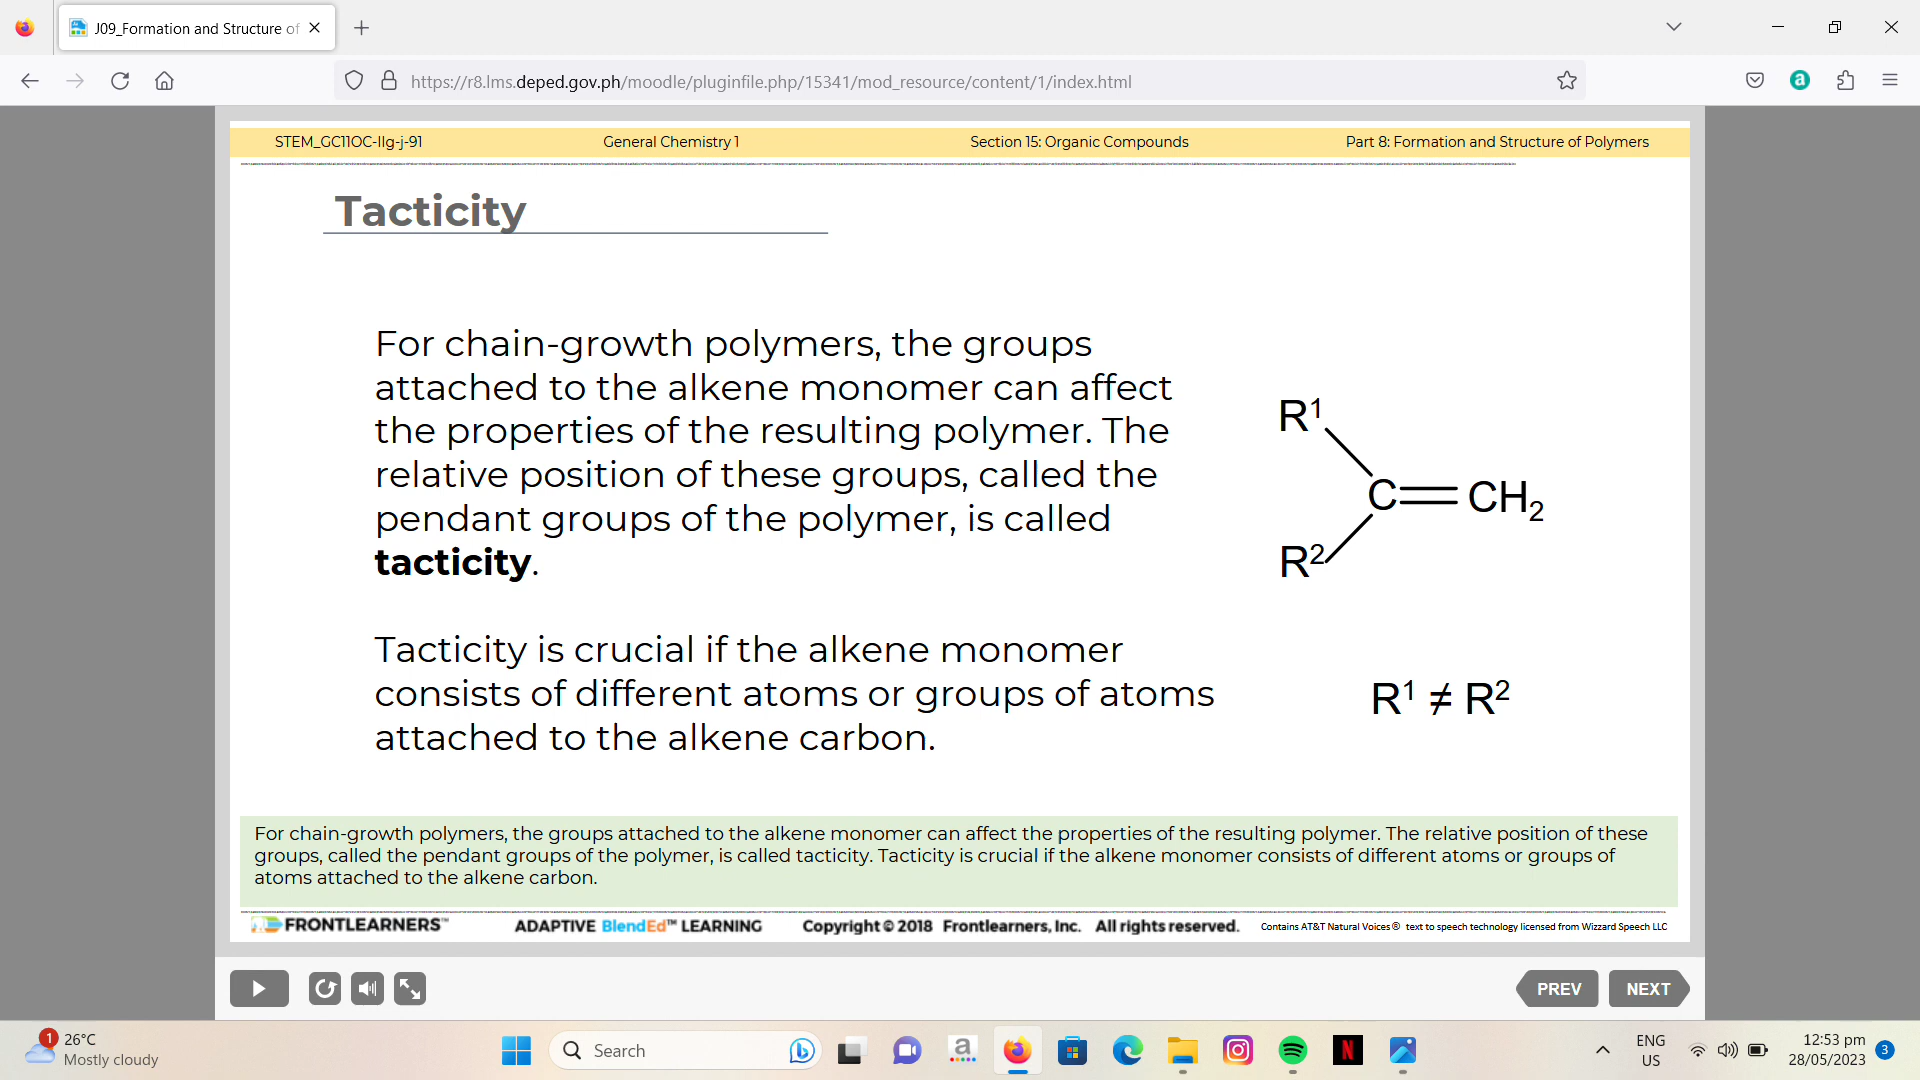 J09_Formation and Structure of
https://r8.lms.deped.gov.ph/moodle/pluginfile.php/15341/mod_resource/content/1/index.html
a
STEM_GC11OC-IIg-j-91 General Chemistry 1 Section 15: Organic Compounds Part 8: Formation and Structure of Polymers
Tacticity
For chain-growth polymers, the groups
attached to the alkene monomer can affect
the properties of the resulting polymer. The
relative position of these groups, called the
pendant groups of the polymer, is called
tacticity.
R¹
C=CH₂
R²
Tacticity is crucial if the alkene monomer
consists of different atoms or groups of atoms
attached to the alkene carbon.
R¹ ≠ R²
For chain-growth polymers, the groups attached to the alkene monomer can affect the properties of the resulting polymer. The relative position of these
groups, called the pendant groups of the polymer, is called tacticity. Tacticity is crucial if the alkene monomer consists of different atoms or groups of
atoms attached to the alkene carbon.
FRONTLEARNERS™ ADAPTIVE BlendEd™ LEARNING Copyright © 2018 Frontlearners, Inc. All rights reserved. Contains AT&T Natural Voices® text to speech technology licensed from Wizzard Speech LLC
PREV NEXT
1
26°C
Mostly cloudy
Search
b
a
N
ENG
US
12:53 pm
28/05/2023
3